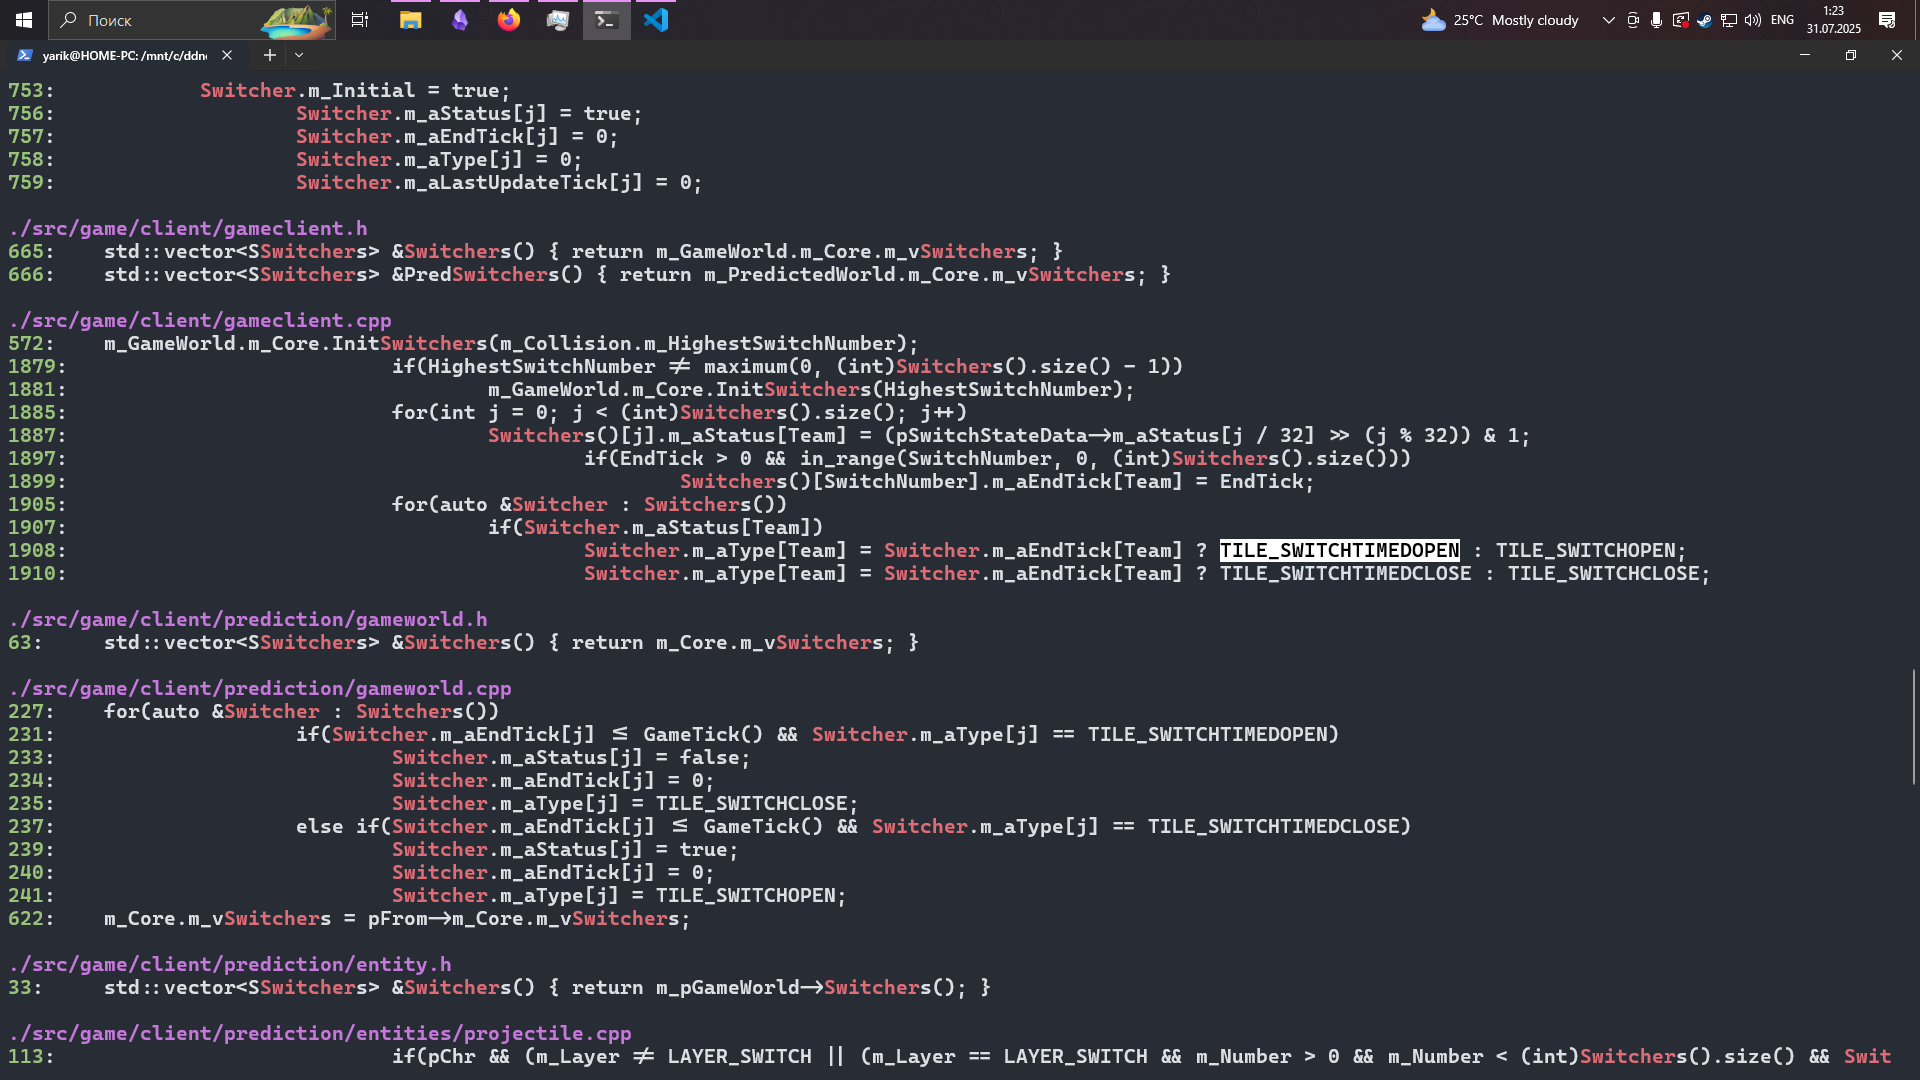 Поиск
25°C Mostly cloudy
ENG
1:23
31.07.2025
yarik@HOME-PC: /mnt/c/ddn
753: Switcher.m_Initial = true;
756: Switcher.m_aStatus[j] = true;
757: Switcher.m_aEndTick[j] = 0;
758: Switcher.m_aType[j] = 0;
759: Switcher.m_aLastUpdateTick[j] = 0;
./src/game/client/gameclient.h
665: std::vector<SSwitchers> &Switchers() { return m_GameWorld.m_Core.m_vSwitchers; }
666: std::vector<SSwitchers> &PredSwitchers() { return m_PredictedWorld.m_Core.m_vSwitchers; }
./src/game/client/gameclient.cpp
572: m_GameWorld.m_Core.InitSwitchers(m_Collision.m_HighestSwitchNumber);
1879: if(HighestSwitchNumber != maximum(0, (int)Switchers().size() - 1))
1881: m_GameWorld.m_Core.InitSwitchers(HighestSwitchNumber);
1885: for(int j = 0; j < (int)Switchers().size(); j++)
1887: Switchers()[j].m_aStatus[Team] = (pSwitchStateData->m_aStatus[j / 32] >> (j % 32)) & 1;
1897: if(EndTick > 0 && in_range(SwitchNumber, 0, (int)Switchers().size()))
1899: Switchers()[SwitchNumber].m_aEndTick[Team] = EndTick;
1905: for(auto &Switcher : Switchers())
1907: if(Switcher.m_aStatus[Team])
1908: Switcher.m_aType[Team] = Switcher.m_aEndTick[Team] ? TILE_SWITCHTIMEDOPEN : TILE_SWITCHOPEN;
1910: Switcher.m_aType[Team] = Switcher.m_aEndTick[Team] ? TILE_SWITCHTIMEDCLOSE : TILE_SWITCHCLOSE;
./src/game/client/prediction/gameworld.h
63: std::vector<SSwitchers> &Switchers() { return m_Core.m_vSwitchers; }
./src/game/client/prediction/gameworld.cpp
227: for(auto &Switcher : Switchers())
231: if(Switcher.m_aEndTick[j] <= GameTick() && Switcher.m_aType[j] == TILE_SWITCHTIMEDOPEN)
233: Switcher.m_aStatus[j] = false;
234: Switcher.m_aEndTick[j] = 0;
235: Switcher.m_aType[j] = TILE_SWITCHCLOSE;
237: else if(Switcher.m_aEndTick[j] <= GameTick() && Switcher.m_aType[j] == TILE_SWITCHTIMEDCLOSE)
239: Switcher.m_aStatus[j] = true;
240: Switcher.m_aEndTick[j] = 0;
241: Switcher.m_aType[j] = TILE_SWITCHOPEN;
622: m_Core.m_vSwitchers = pFrom->m_Core.m_vSwitchers;
./src/game/client/prediction/entity.h
33: std::vector<SSwitchers> &Switchers() { return m_pGameWorld->Switchers(); }
./src/game/client/prediction/entities/projectile.cpp
113: if(pChr && (m_Layer != LAYER_SWITCH || (m_Layer == LAYER_SWITCH && m_Number > 0 && m_Number < (int)Switchers().size() && Swit